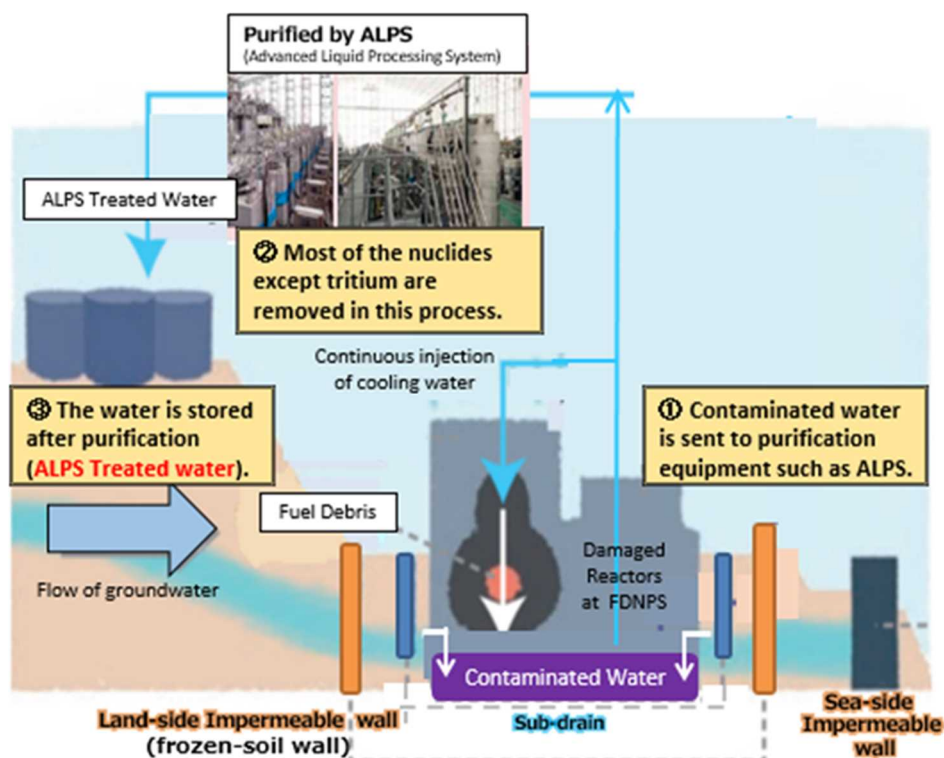 Purified by ALPS
(Advanced Liquid Processing System)
ALPS Treated Water
② Most of the nuclides
except tritium are
removed in this process.
Continuous injection
of cooling water
③ The water is stored
after purification
(ALPS Treated water).
① Contaminated water
is sent to purification
equipment such as ALPS.
Fuel Debris
Flow of groundwater
Damaged
Reactors
at FDNPS
Contaminated Water
Land-side Impermeable wall
(frozen-soil wall)
Sub-drain
Sea-side
Impermeable
wall